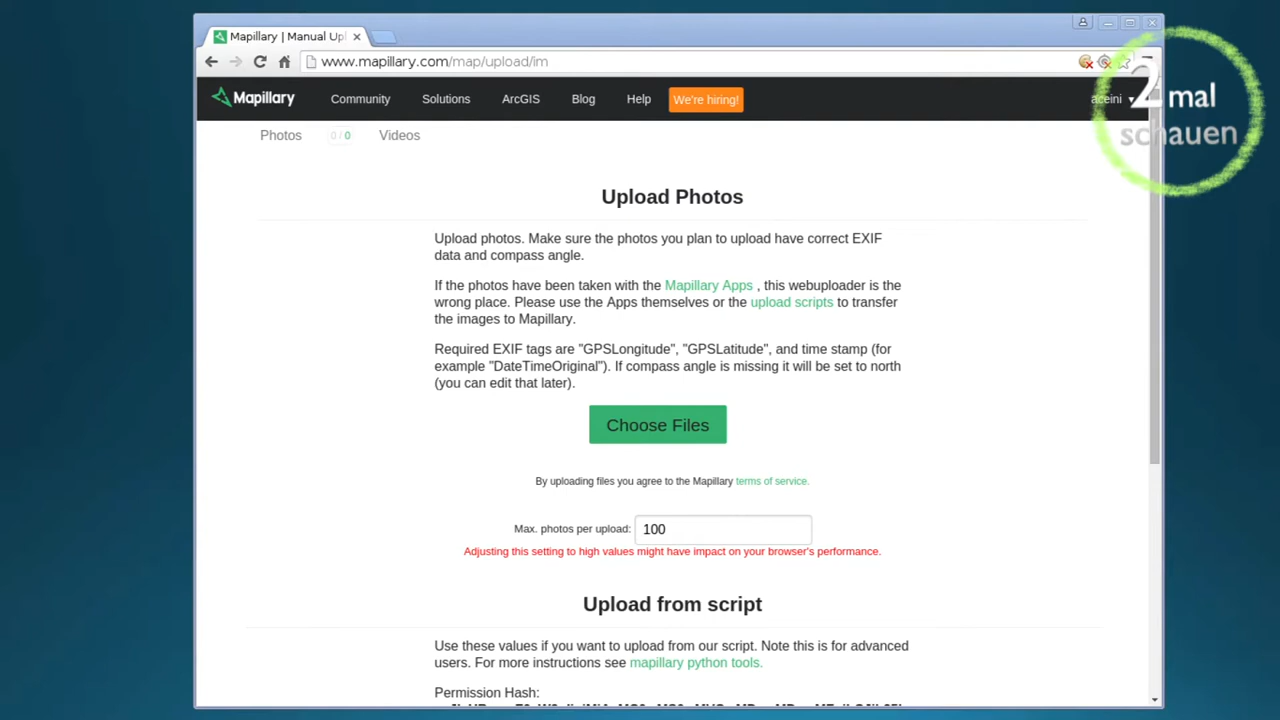 Mapillary | Manual Upl
www.mapillary.com/map/upload/im
Mapillary Community Solutions ArcGIS Blog Help We're hiring! aceini
2 mal
schauen
Photos 0 / 0 Videos
Upload Photos
Upload photos. Make sure the photos you plan to upload have correct EXIF
data and compass angle.
If the photos have been taken with the Mapillary Apps , this webuploader is the
wrong place. Please use the Apps themselves or the upload scripts to transfer
the images to Mapillary.
Required EXIF tags are "GPSLongitude", "GPSLatitude", and time stamp (for
example "DateTimeOriginal"). If compass angle is missing it will be set to north
(you can edit that later).
Choose Files
By uploading files you agree to the Mapillary terms of service.
Max. photos per upload: 100
Adjusting this setting to high values might have impact on your browser's performance.
Upload from script
Use these values if you want to upload from our script. Note this is for advanced
users. For more instructions see mapillary python tools.
Permission Hash: